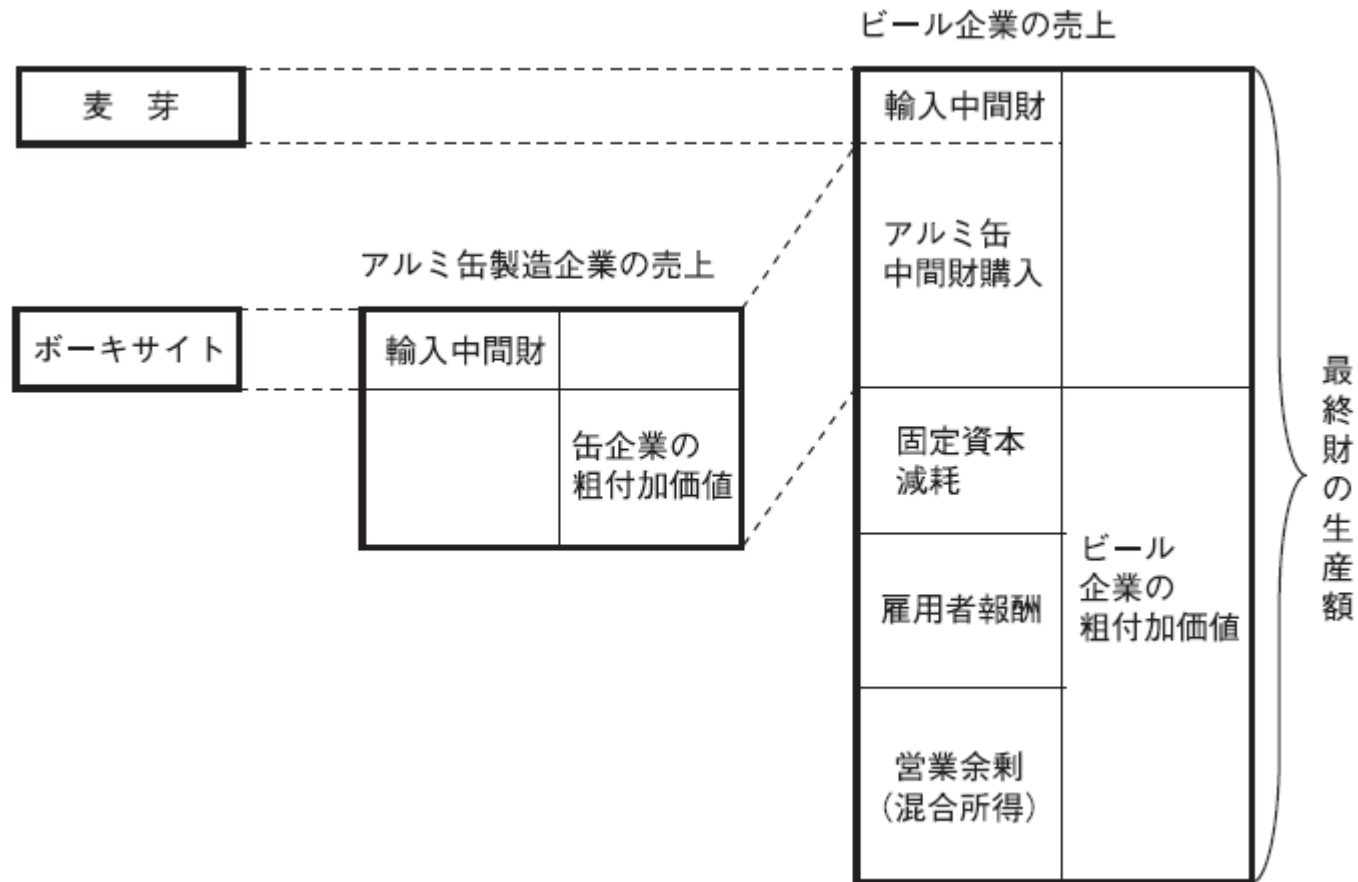 ビール企業の売上
麦　芽
輸入中間財
アルミ缶
中間財購入
アルミ缶製造企業の売上
ボーキサイト
輸入中間財
缶企業の
粗付加価値
固定資本
減耗
雇用者報酬
営業余剰
(混合所得)
ビール
企業の
粗付加価値
最終財の生産額